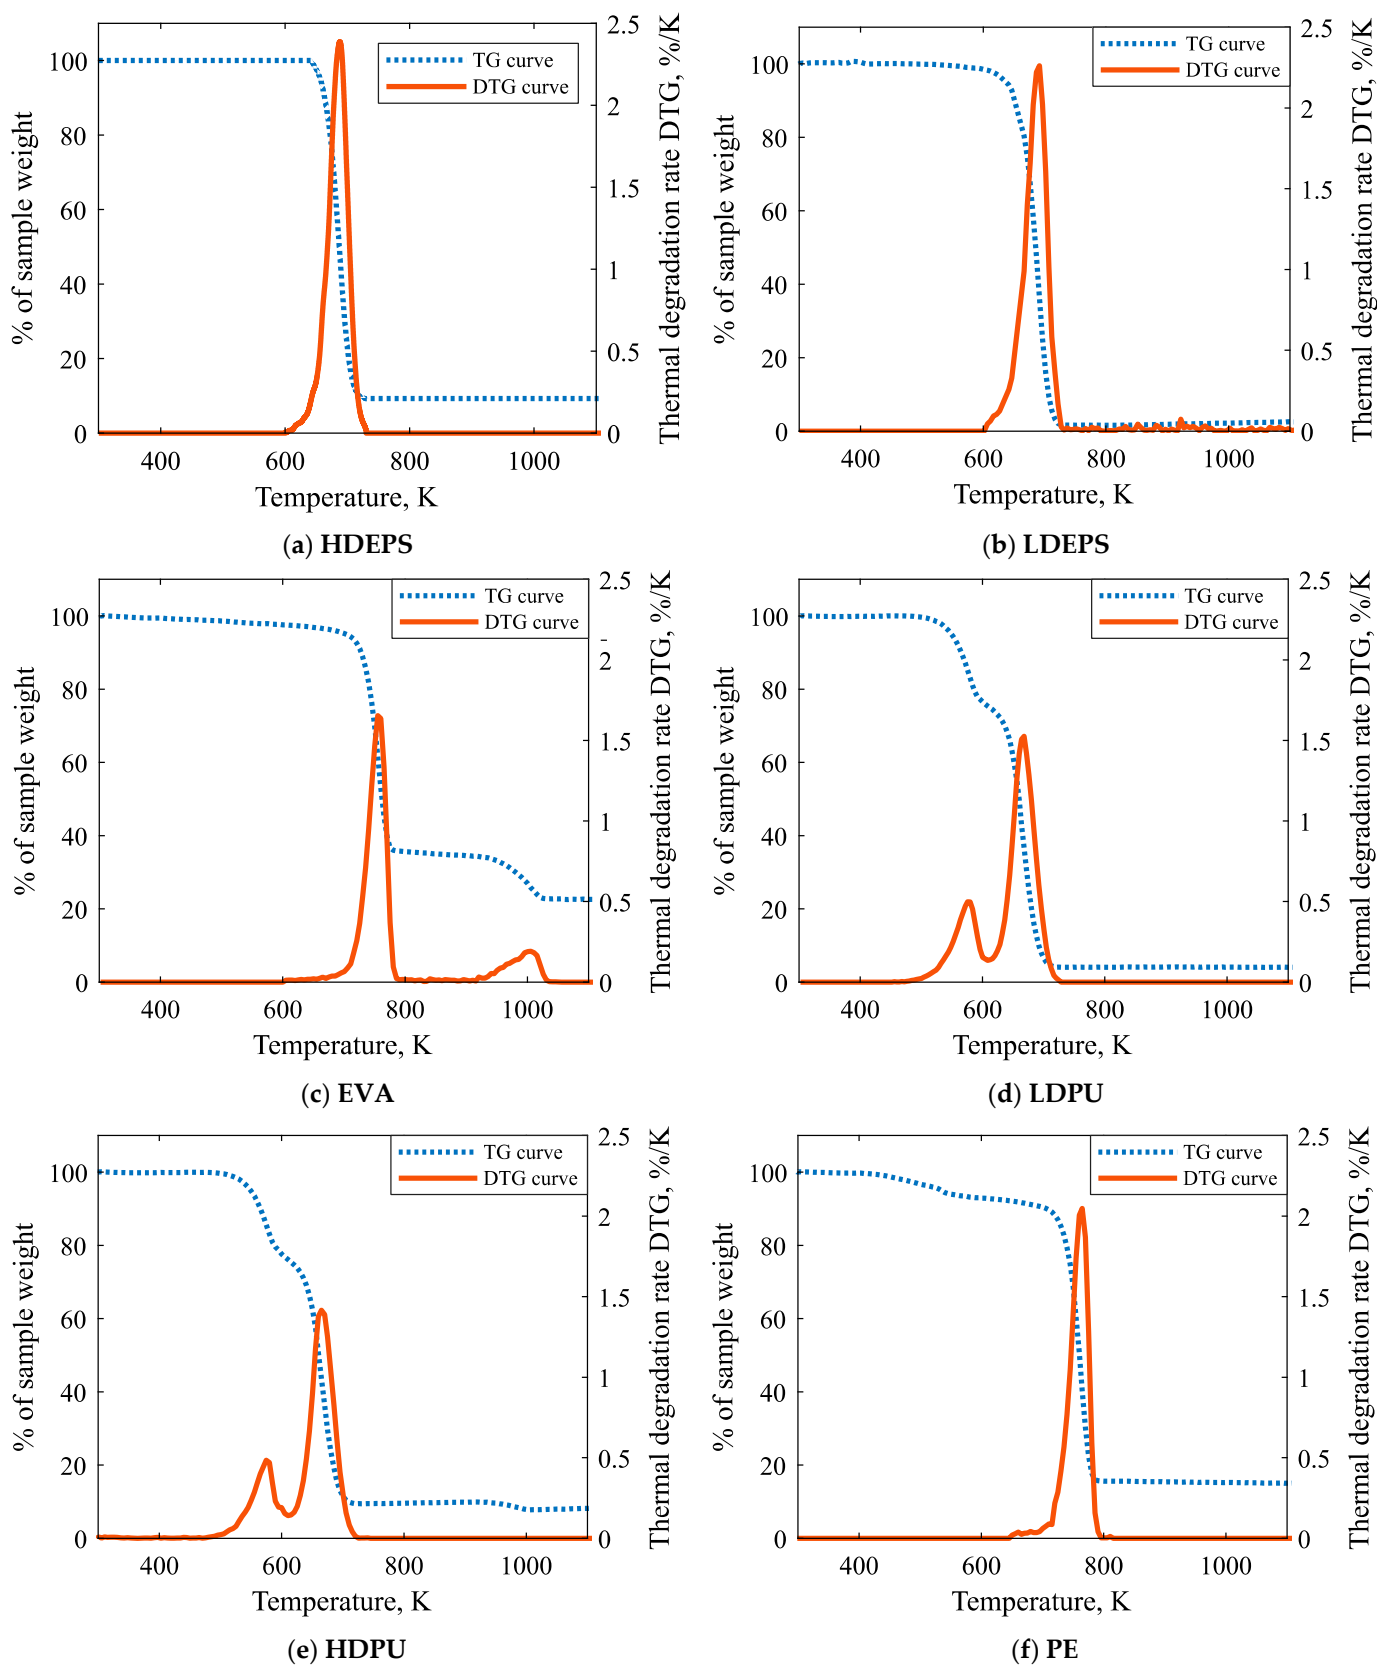 2.5
100
80
60
40
20
0
2
1.5
1
0.5
0
400 600 800 1000
% of sample weight
Thermal degradation rate DTG, %/K
TG curve
DTG curve
Temperature, K
(a) HDEPS
2.5
100
80
60
40
20
0
2
1.5
1
0.5
0
400 600 800 1000
% of sample weight
Thermal degradation rate DTG, %/K
TG curve
DTG curve
Temperature, K
(b) LDEPS
2.5
100
80
60
40
20
0
2
1.5
1
0.5
0
400 600 800 1000
% of sample weight
Thermal degradation rate DTG, %/K
TG curve
DTG curve
Temperature, K
(c) EVA
2.5
100
80
60
40
20
0
2
1.5
1
0.5
0
400 600 800 1000
% of sample weight
Thermal degradation rate DTG, %/K
TG curve
DTG curve
Temperature, K
(d) LDPU
2.5
100
80
60
40
20
0
2
1.5
1
0.5
0
400 600 800 1000
% of sample weight
Thermal degradation rate DTG, %/K
TG curve
DTG curve
Temperature, K
(e) HDPU
2.5
100
80
60
40
20
0
2
1.5
1
0.5
0
400 600 800 1000
% of sample weight
Thermal degradation rate DTG, %/K
TG curve
DTG curve
Temperature, K
(f) PE